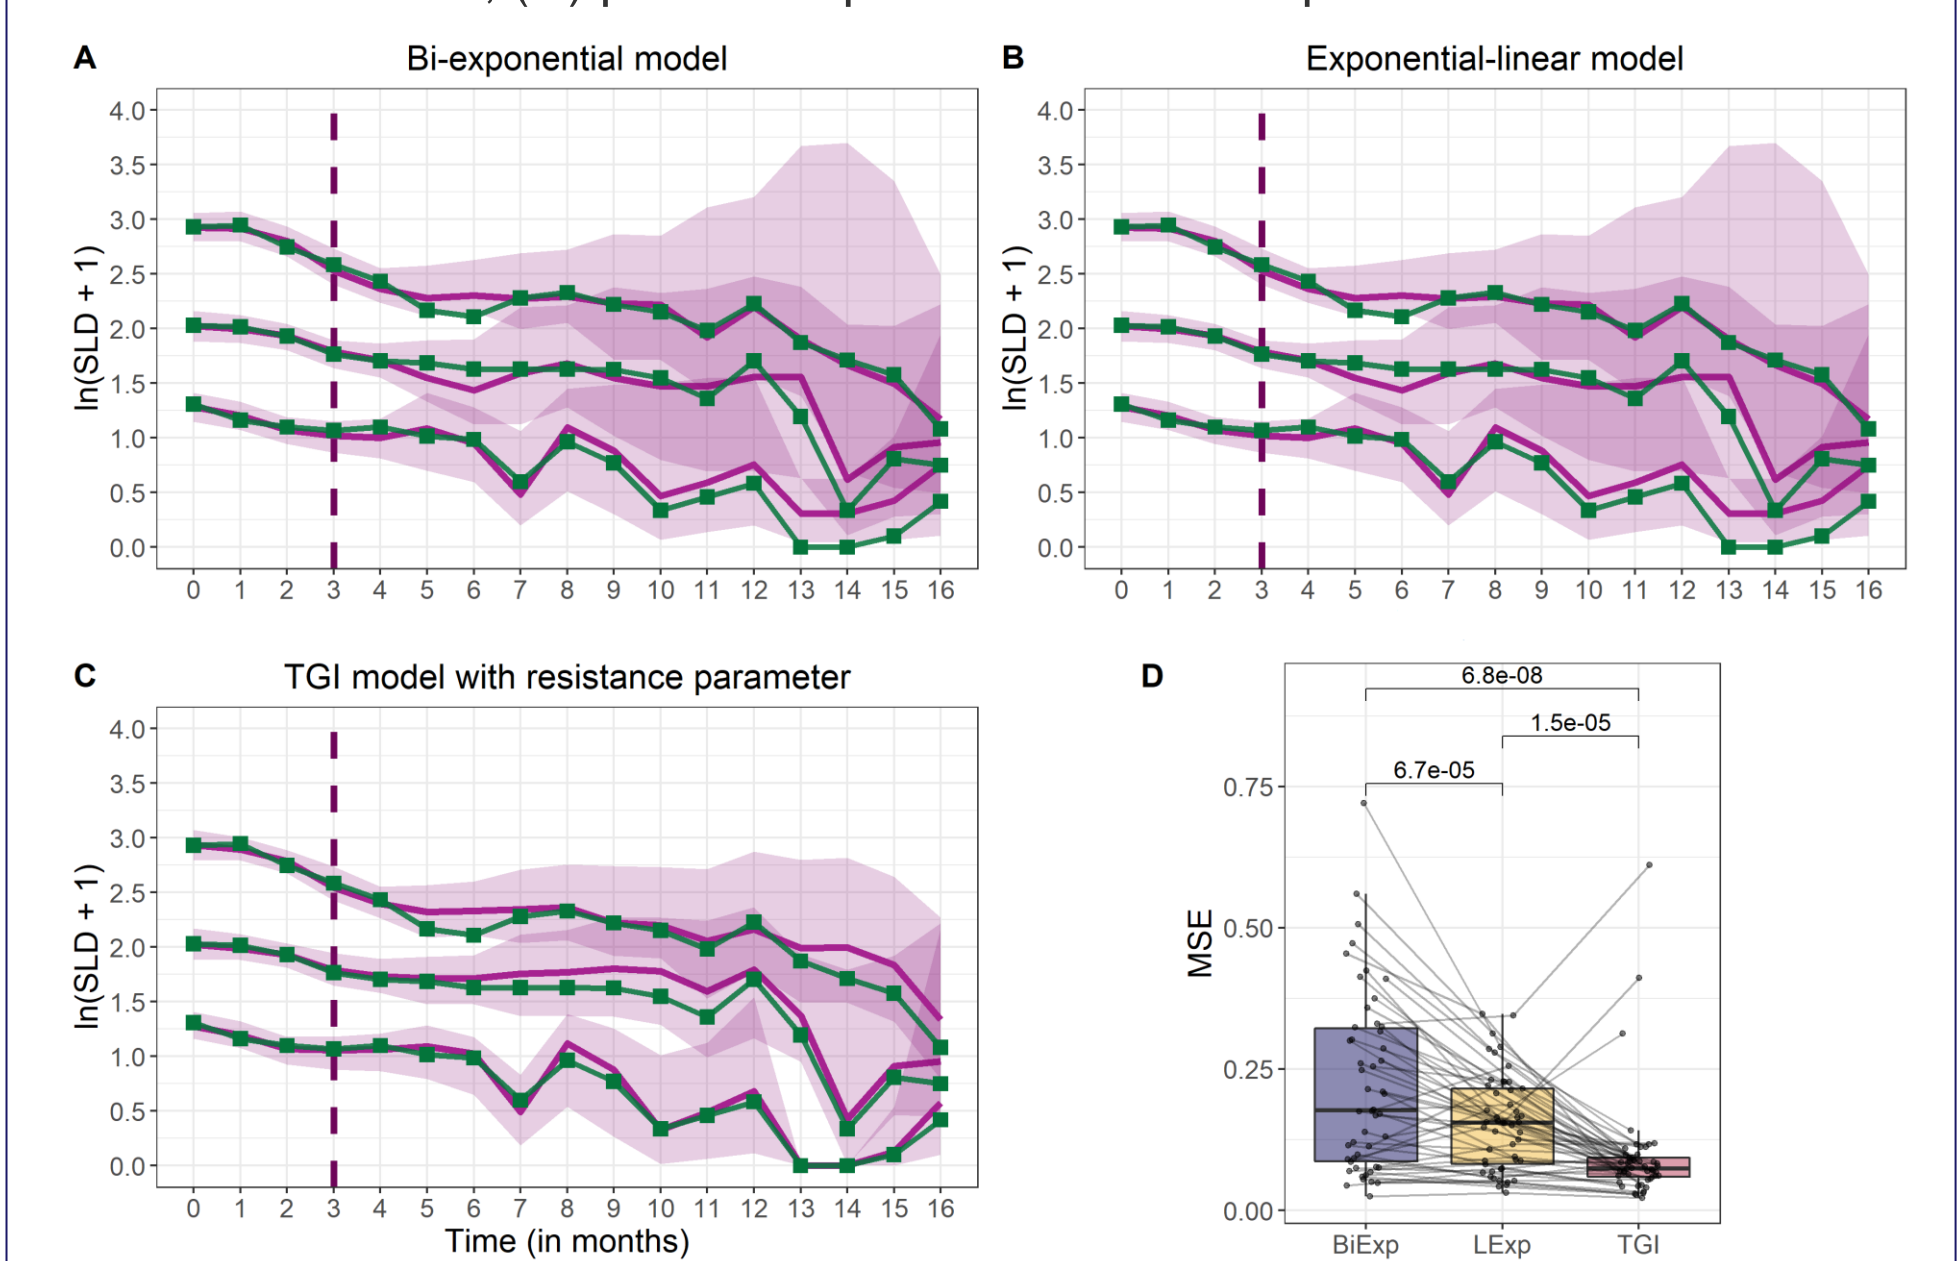 A Bi-exponential model
B Exponential-linear model
ln(SLD + 1)
4.0
3.5
3.0
2.5
2.0
1.5
1.0
0.5
0.0
0 1 2 3 4 5 6 7 8 9 10 11 12 13 14 15 16
ln(SLD + 1)
4.0
3.5
3.0
2.5
2.0
1.5
1.0
0.5
0.0
0 1 2 3 4 5 6 7 8 9 10 11 12 13 14 15 16
C TGI model with resistance parameter
ln(SLD + 1)
4.0
3.5
3.0
2.5
2.0
1.5
1.0
0.5
0.0
0 1 2 3 4 5 6 7 8 9 10 11 12 13 14 15 16
Time (in months)
D
6.8e-08
1.5e-05
6.7e-05
MSE
0.75
0.50
0.25
0.00
BiExp LExp TGI